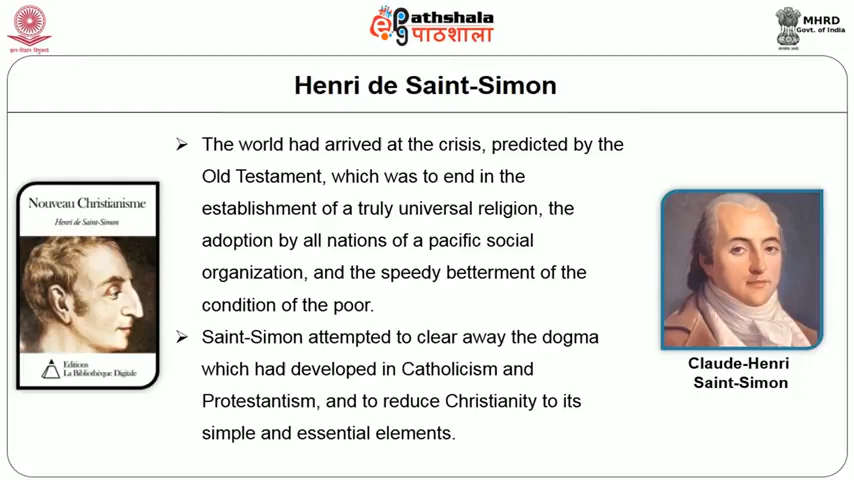 ज्ञान-विज्ञान विमुक्तये
ePathshala
पाठशाला
MHRD
Govt. of India
सत्यमेव जयते
Henri de Saint-Simon
➢ The world had arrived at the crisis, predicted by the
Old Testament, which was to end in the
establishment of a truly universal religion, the
adoption by all nations of a pacific social
organization, and the speedy betterment of the
condition of the poor.
➢ Saint-Simon attempted to clear away the dogma
which had developed in Catholicism and
Protestantism, and to reduce Christianity to its
simple and essential elements.
Nouveau Christianisme
Henri de Saint-Simon
Editions
La Bibliothèque Digitale
Claude-Henri
Saint-Simon